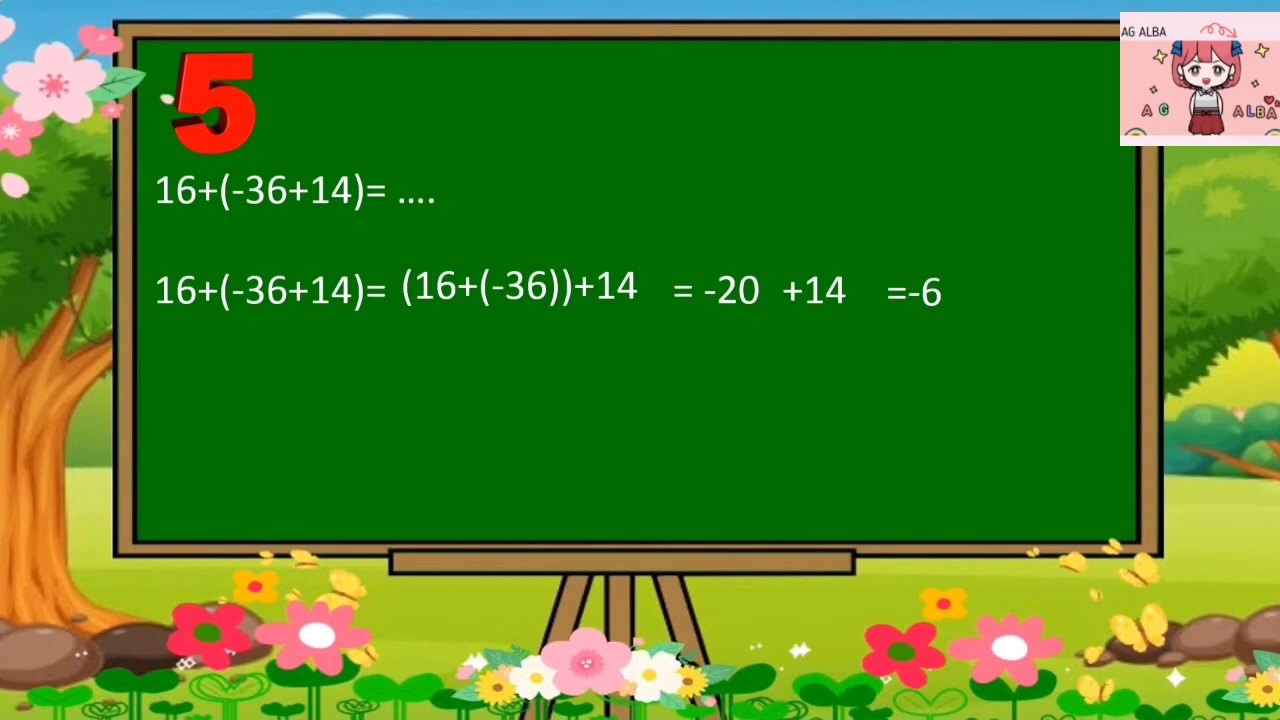 AG ALBA
5
16+(-36+14)= ....
16+(-36+14)= (16+(-36))+14 = -20 +14 =-6
A G ALBA